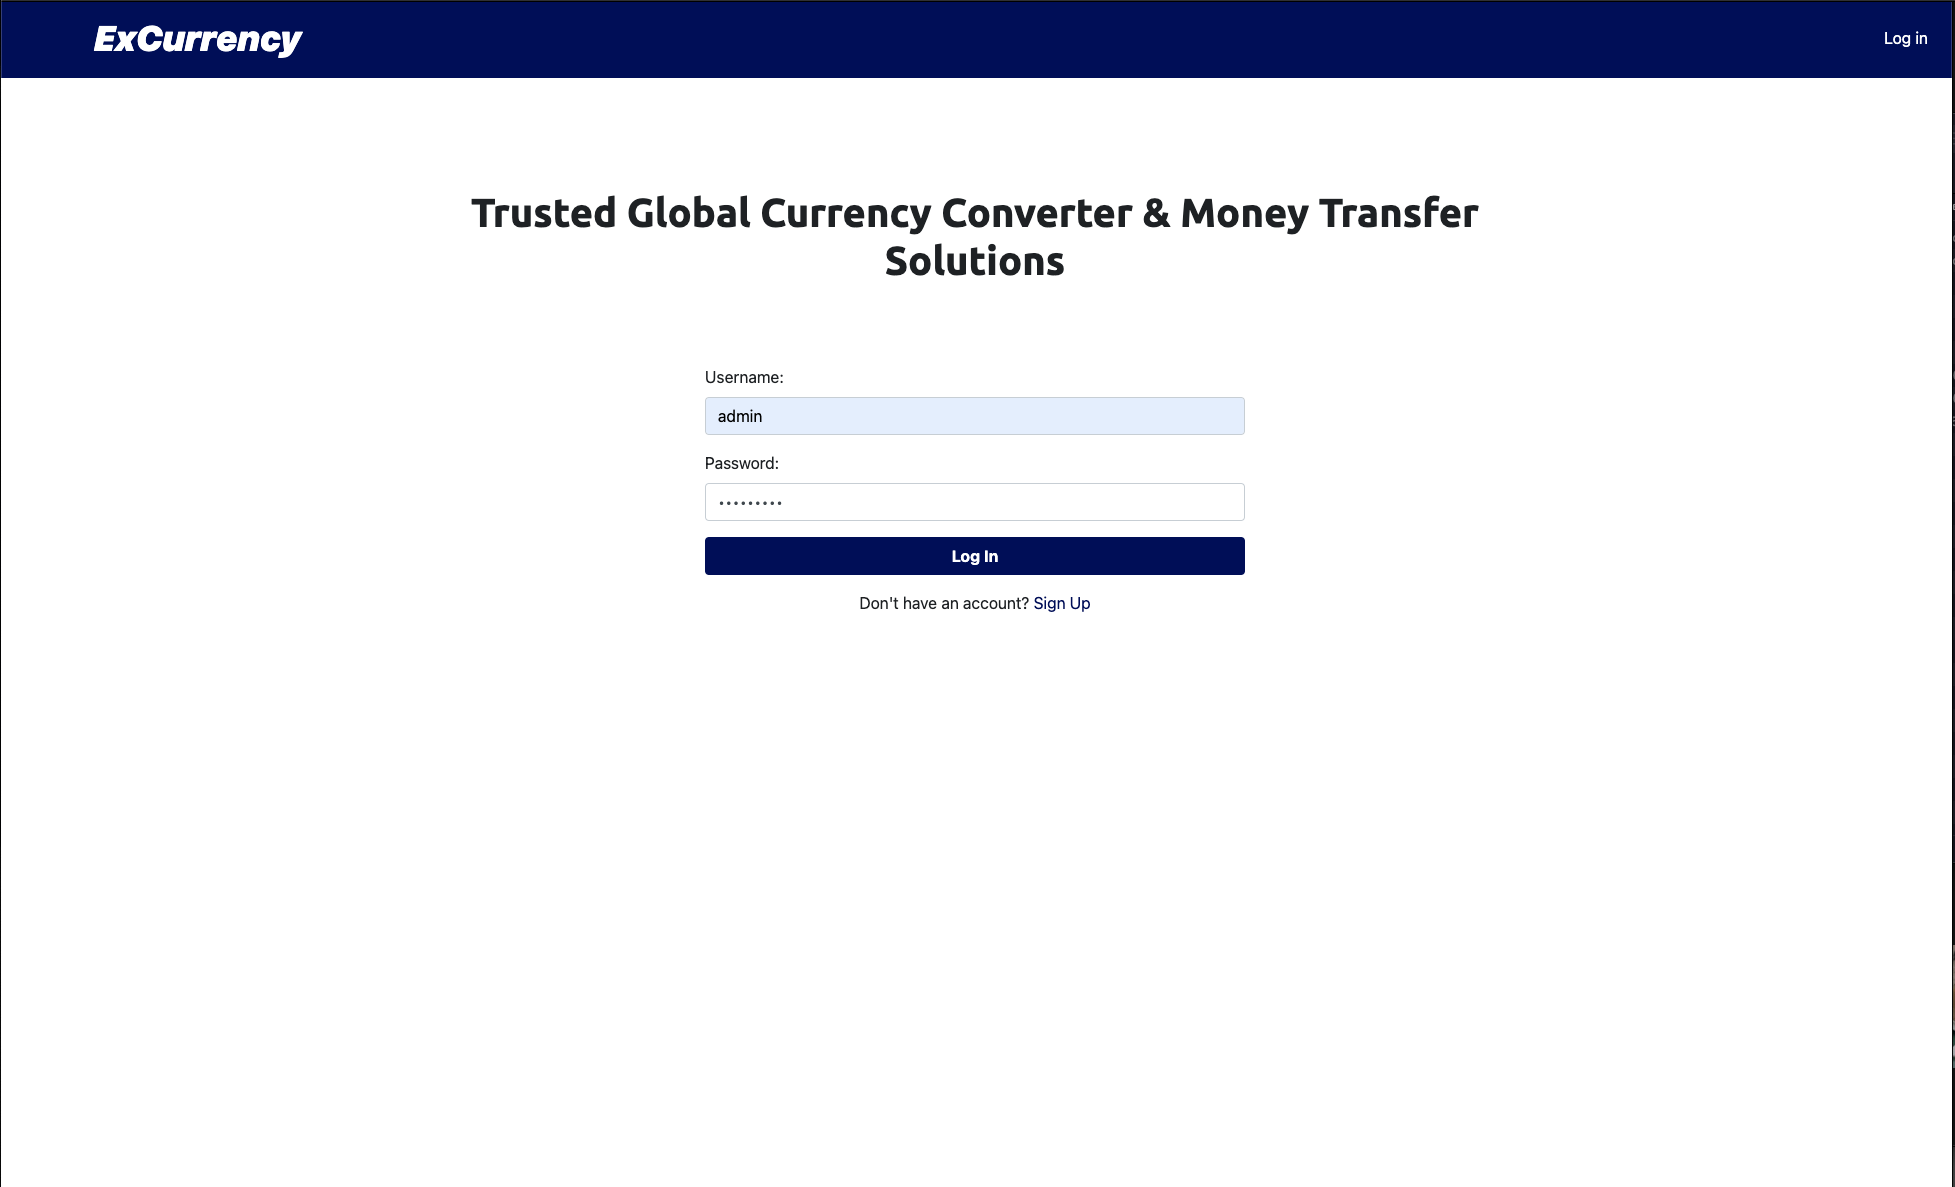 ExCurrency
Log in
Trusted Global Currency Converter & Money Transfer
Solutions
Username:
admin
Password:
•••••••••
Log In
Don't have an account? Sign Up